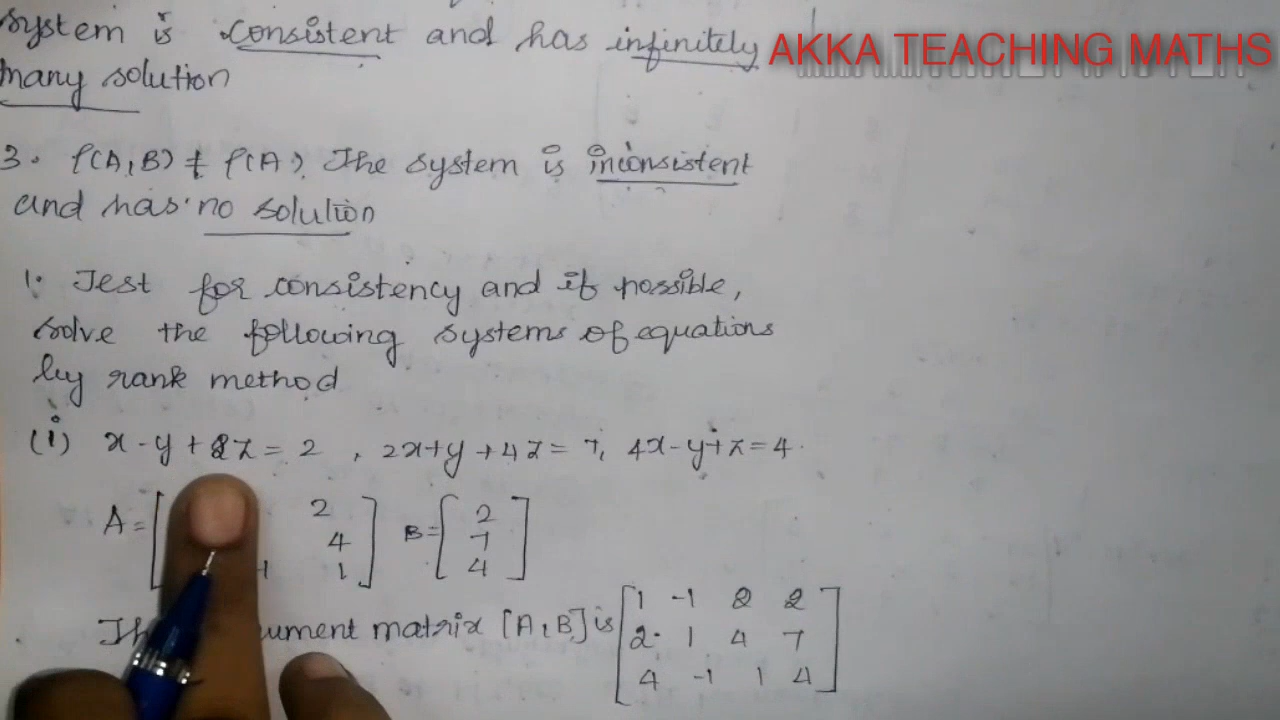 system is consistent and has infinitely
AKKA TEACHING MATHS
many solution
3. ρ(A,B) ≠ ρ(A). The system is inconsistent
and has no solution
1. Test for consistency and if possible,
solve the following systems of equations
by rank method
(i) x - y + 2z = 2 , 2x+y+4z = 7, 4x-y+z=4.
A = [ 2
4
-1 1 ] B = [ 2
7
4 ]
The ument matrix [A,B] is [ 1 -1 2 2
2 1 4 7
4 -1 1 4 ]